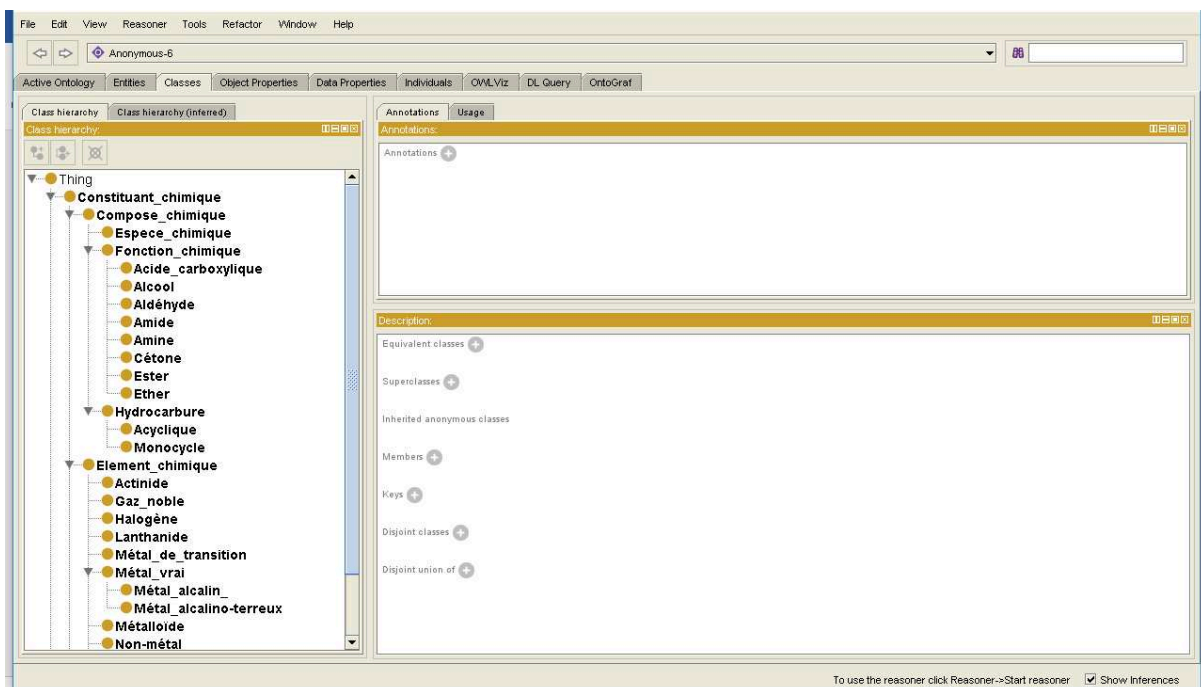 File Edit View Reasoner Tools Refactor Window Help
Anonymous-6
Active Ontology Entities Classes Object Properties Data Properties Individuals OWLViz DL Query OntoGraf
Class hierarchy Class hierarchy (inferred)
Class hierarchy:
Thing
Constituant_chimique
Compose_chimique
Espece_chimique
Fonction_chimique
Acide_carboxylique
Alcool
Aldéhyde
Amide
Amine
Cétone
Ester
Ether
Hydrocarbure
Acyclique
Monocycle
Element_chimique
Actinide
Gaz_noble
Halogène
Lanthanide
Métal_de_transition
Métal_vrai
Métal_alcalin_
Métal_alcalino-terreux
Métalloïde
Non-métal
Annotations Usage
Annotations:
Annotations
Description:
Equivalent classes
Superclasses
Inherited anonymous classes
Members
Keys
Disjoint classes
Disjoint union of
To use the reasoner click Reasoner->Start reasoner Show Inferences